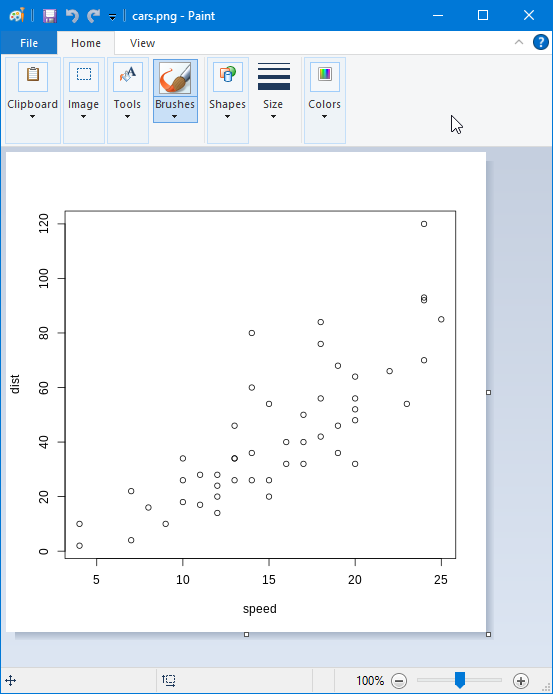 cars.png - Paint
File Home View
Clipboard Image Tools Brushes Shapes Size Colors
120
100
80
60
40
20
0
dist
5 10 15 20 25
speed
100%